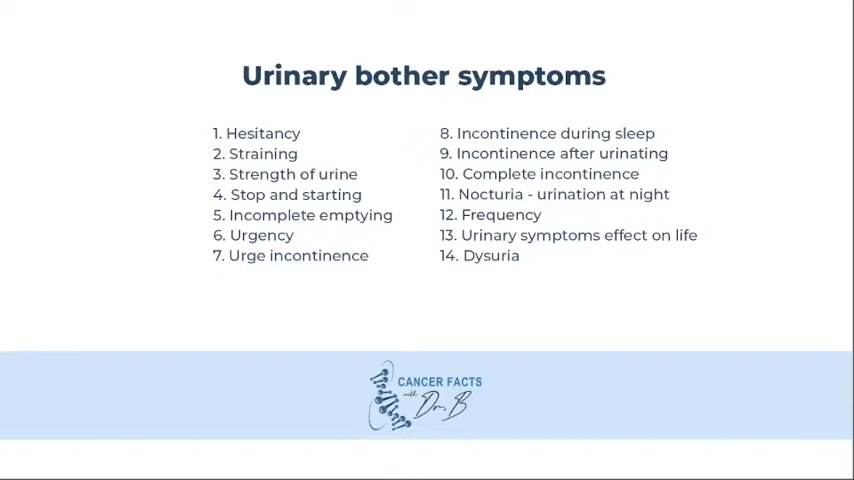 Urinary bother symptoms
1. Hesitancy
2. Straining
3. Strength of urine
4. Stop and starting
5. Incomplete emptying
6. Urgency
7. Urge incontinence
8. Incontinence during sleep
9. Incontinence after urinating
10. Complete incontinence
11. Nocturia - urination at night
12. Frequency
13. Urinary symptoms effect on life
14. Dysuria
CANCER FACTS
with Dr. B